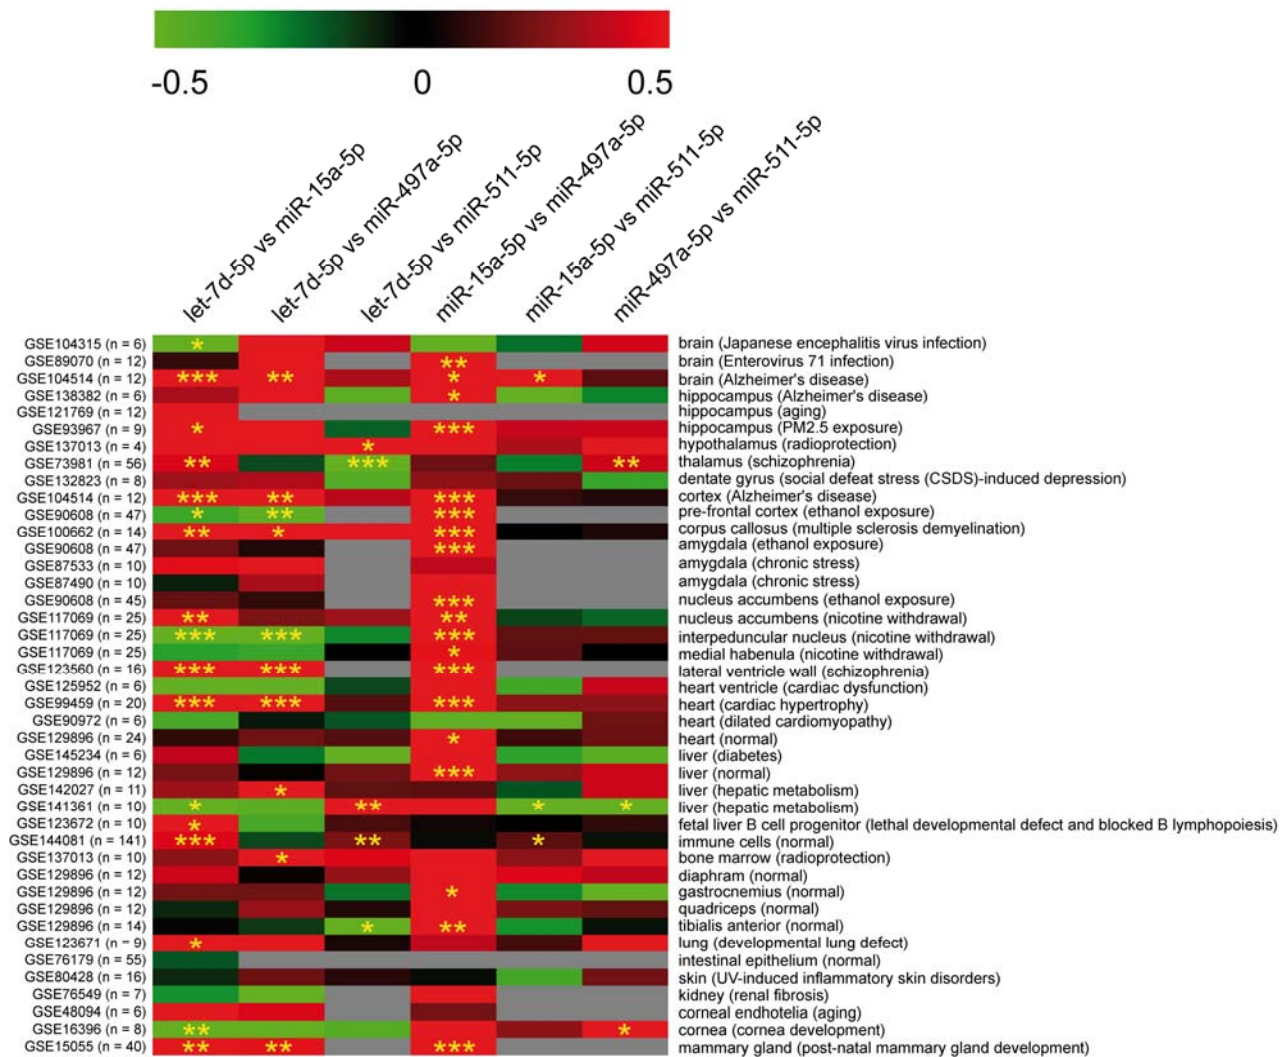 -0.5 0 0.5
let-7d-5p vs miR-15a-5p
let-7d-5p vs miR-497a-5p
let-7d-5p vs miR-511-5p
miR-15a-5p vs miR-497a-5p
miR-15a-5p vs miR-511-5p
miR-497a-5p vs miR-511-5p
GSE104315 (n = 6) * brain (Japanese encephalitis virus infection)
GSE89070 (n = 12) ** brain (Enterovirus 71 infection)
GSE104514 (n = 12) *** ** * * brain (Alzheimer's disease)
GSE138382 (n = 6) * hippocampus (Alzheimer's disease)
GSE121769 (n = 12) hippocampus (aging)
GSE93967 (n = 9) * *** hippocampus (PM2.5 exposure)
GSE137013 (n = 4) * hypothalamus (radioprotection)
GSE73981 (n = 56) ** *** ** thalamus (schizophrenia)
GSE132823 (n = 8) dentate gyrus (social defeat stress (CSDS)-induced depression)
GSE104514 (n = 12) *** ** *** cortex (Alzheimer's disease)
GSE90608 (n = 47) * ** *** pre-frontal cortex (ethanol exposure)
GSE100662 (n = 14) ** * *** corpus callosus (multiple sclerosis demyelination)
GSE90608 (n = 47) *** amygdala (ethanol exposure)
GSE87533 (n = 10) amygdala (chronic stress)
GSE87490 (n = 10) amygdala (chronic stress)
GSE90608 (n = 45) *** nucleus accumbens (ethanol exposure)
GSE117069 (n = 25) ** ** nucleus accumbens (nicotine withdrawal)
GSE117069 (n = 25) *** *** *** interpeduncular nucleus (nicotine withdrawal)
GSE117069 (n = 25) * medial habenula (nicotine withdrawal)
GSE123560 (n = 16) *** *** *** lateral ventricle wall (schizophrenia)
GSE125952 (n = 6) heart ventricle (cardiac dysfunction)
GSE99459 (n = 20) *** *** *** heart (cardiac hypertrophy)
GSE90972 (n = 6) heart (dilated cardiomyopathy)
GSE129896 (n = 24) * heart (normal)
GSE145234 (n = 6) liver (diabetes)
GSE129896 (n = 12) *** liver (normal)
GSE142027 (n = 11) * liver (hepatic metabolism)
GSE141361 (n = 10) * ** * * liver (hepatic metabolism)
GSE123672 (n = 10) * fetal liver B cell progenitor (lethal developmental defect and blocked B lymphopoiesis)
GSE144081 (n = 141) *** ** * immune cells (normal)
GSE137013 (n = 10) * bone marrow (radioprotection)
GSE129896 (n = 12) diaphram (normal)
GSE129896 (n = 12) * gastrocnemius (normal)
GSE129896 (n = 12) quadriceps (normal)
GSE129896 (n = 14) * ** tibialis anterior (normal)
GSE123671 (n = 9) * lung (developmental lung defect)
GSE76179 (n = 55) intestinal epithelium (normal)
GSE80428 (n = 16) skin (UV-induced inflammatory skin disorders)
GSE76549 (n = 7) kidney (renal fibrosis)
GSE48094 (n = 6) corneal endhotelia (aging)
GSE16396 (n = 8) ** * cornea (cornea development)
GSE15055 (n = 40) ** ** *** mammary gland (post-natal mammary gland development)